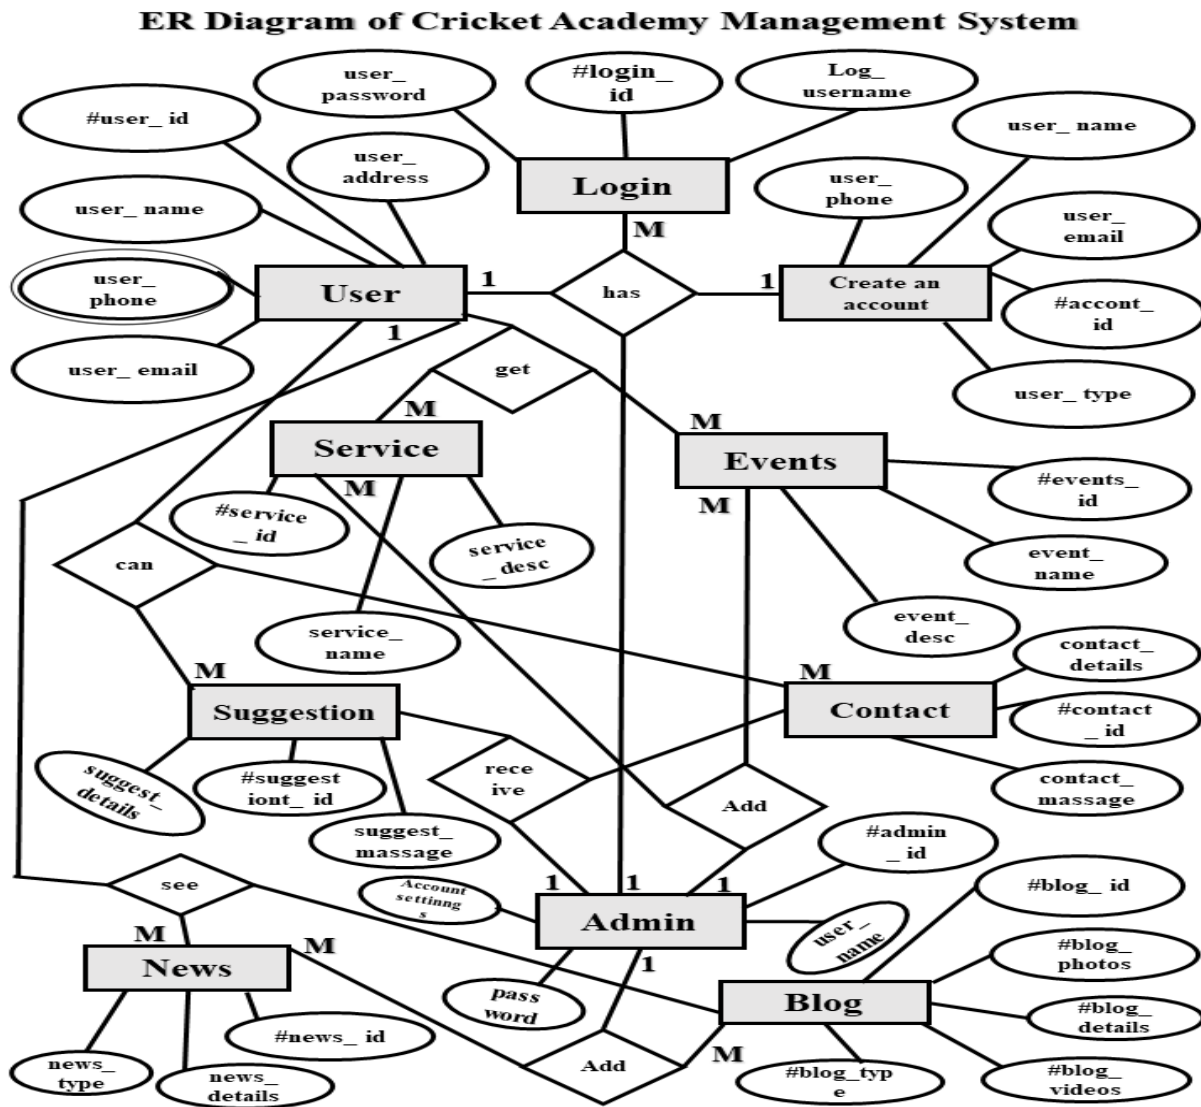 ER Diagram of Cricket Academy Management System
user_
password
#login_
id
Log_
username
#user_ id
user_
address
user_ name
user_ name
Login
user_
phone
user_
email
M
user_
phone
User
1
has
1
Create an
account
#accont_
id
1
user_ email
get
user_ type
M
M
Service
Events
M
M
#service
_ id
service
_ desc
#events_
id
event_
name
can
service_
name
event_
desc
M
M
contact_
details
Suggestion
Contact
#contact
_ id
suggest_
details
#suggest
iont_ id
rece
ive
contact_
massage
Add
suggest_
massage
#admin
_ id
see
Account
settinng
s
1
1
1
#blog_ id
Admin
user_
name
M
M
1
#blog_
photos
News
pass
word
Blog
#blog_
details
#news_ id
M
news_
type
news_
details
Add
#blog_typ
e
#blog_
videos